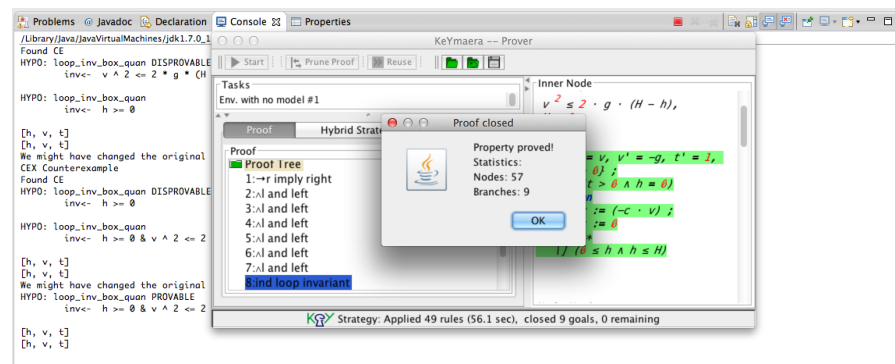 Problems @ Javadoc Declaration Console Properties
/Library/Java/JavaVirtualMachines/jdk1.7.0_1
Found CE
HYPO: loop_inv_box_quan DISPROVABLE
inv<- v ^ 2 <= 2 * g * (H
HYPO: loop_inv_box_quan
inv<- h >= 0
[h, v, t]
[h, v, t]
We might have changed the original
CEX Counterexample
Found CE
HYPO: loop_inv_box_quan DISPROVABLE
inv<- h >= 0
HYPO: loop_inv_box_quan
inv<- h >= 0 & v ^ 2 <= 2
[h, v, t]
[h, v, t]
We might have changed the original
HYPO: loop_inv_box_quan PROVABLE
inv<- h >= 0 & v ^ 2 <= 2
[h, v, t]
[h, v, t]
KeYmaera -- Prover
Start Prune Proof Reuse
Tasks
Env. with no model #1
Proof Hybrid Strate
Proof
Proof Tree
1:→r imply right
2:∧l and left
3:∧l and left
4:∧l and left
5:∧l and left
6:∧l and left
7:∧l and left
8:ind loop invariant
Inner Node
v 2 ≤ 2 · g · (H − h),
= v, v' = −g, t' = 1,
0} ;
t > 0 ∧ h = 0)
:= (−c · v) ;
:= 0
*
\] (0 ≤ h ∧ h ≤ H)
Proof closed
Property proved!
Statistics:
Nodes: 57
Branches: 9
OK
KeY Strategy: Applied 49 rules (56.1 sec), closed 9 goals, 0 remaining